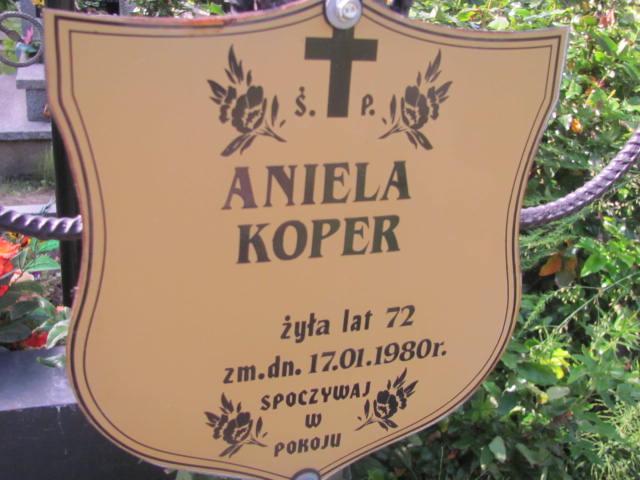 Ś. P.
ANIELA
KOPER
żyła lat 72
zm.dn. 17.01.1980r.
SPOCZYWAJ
W
POKOJU